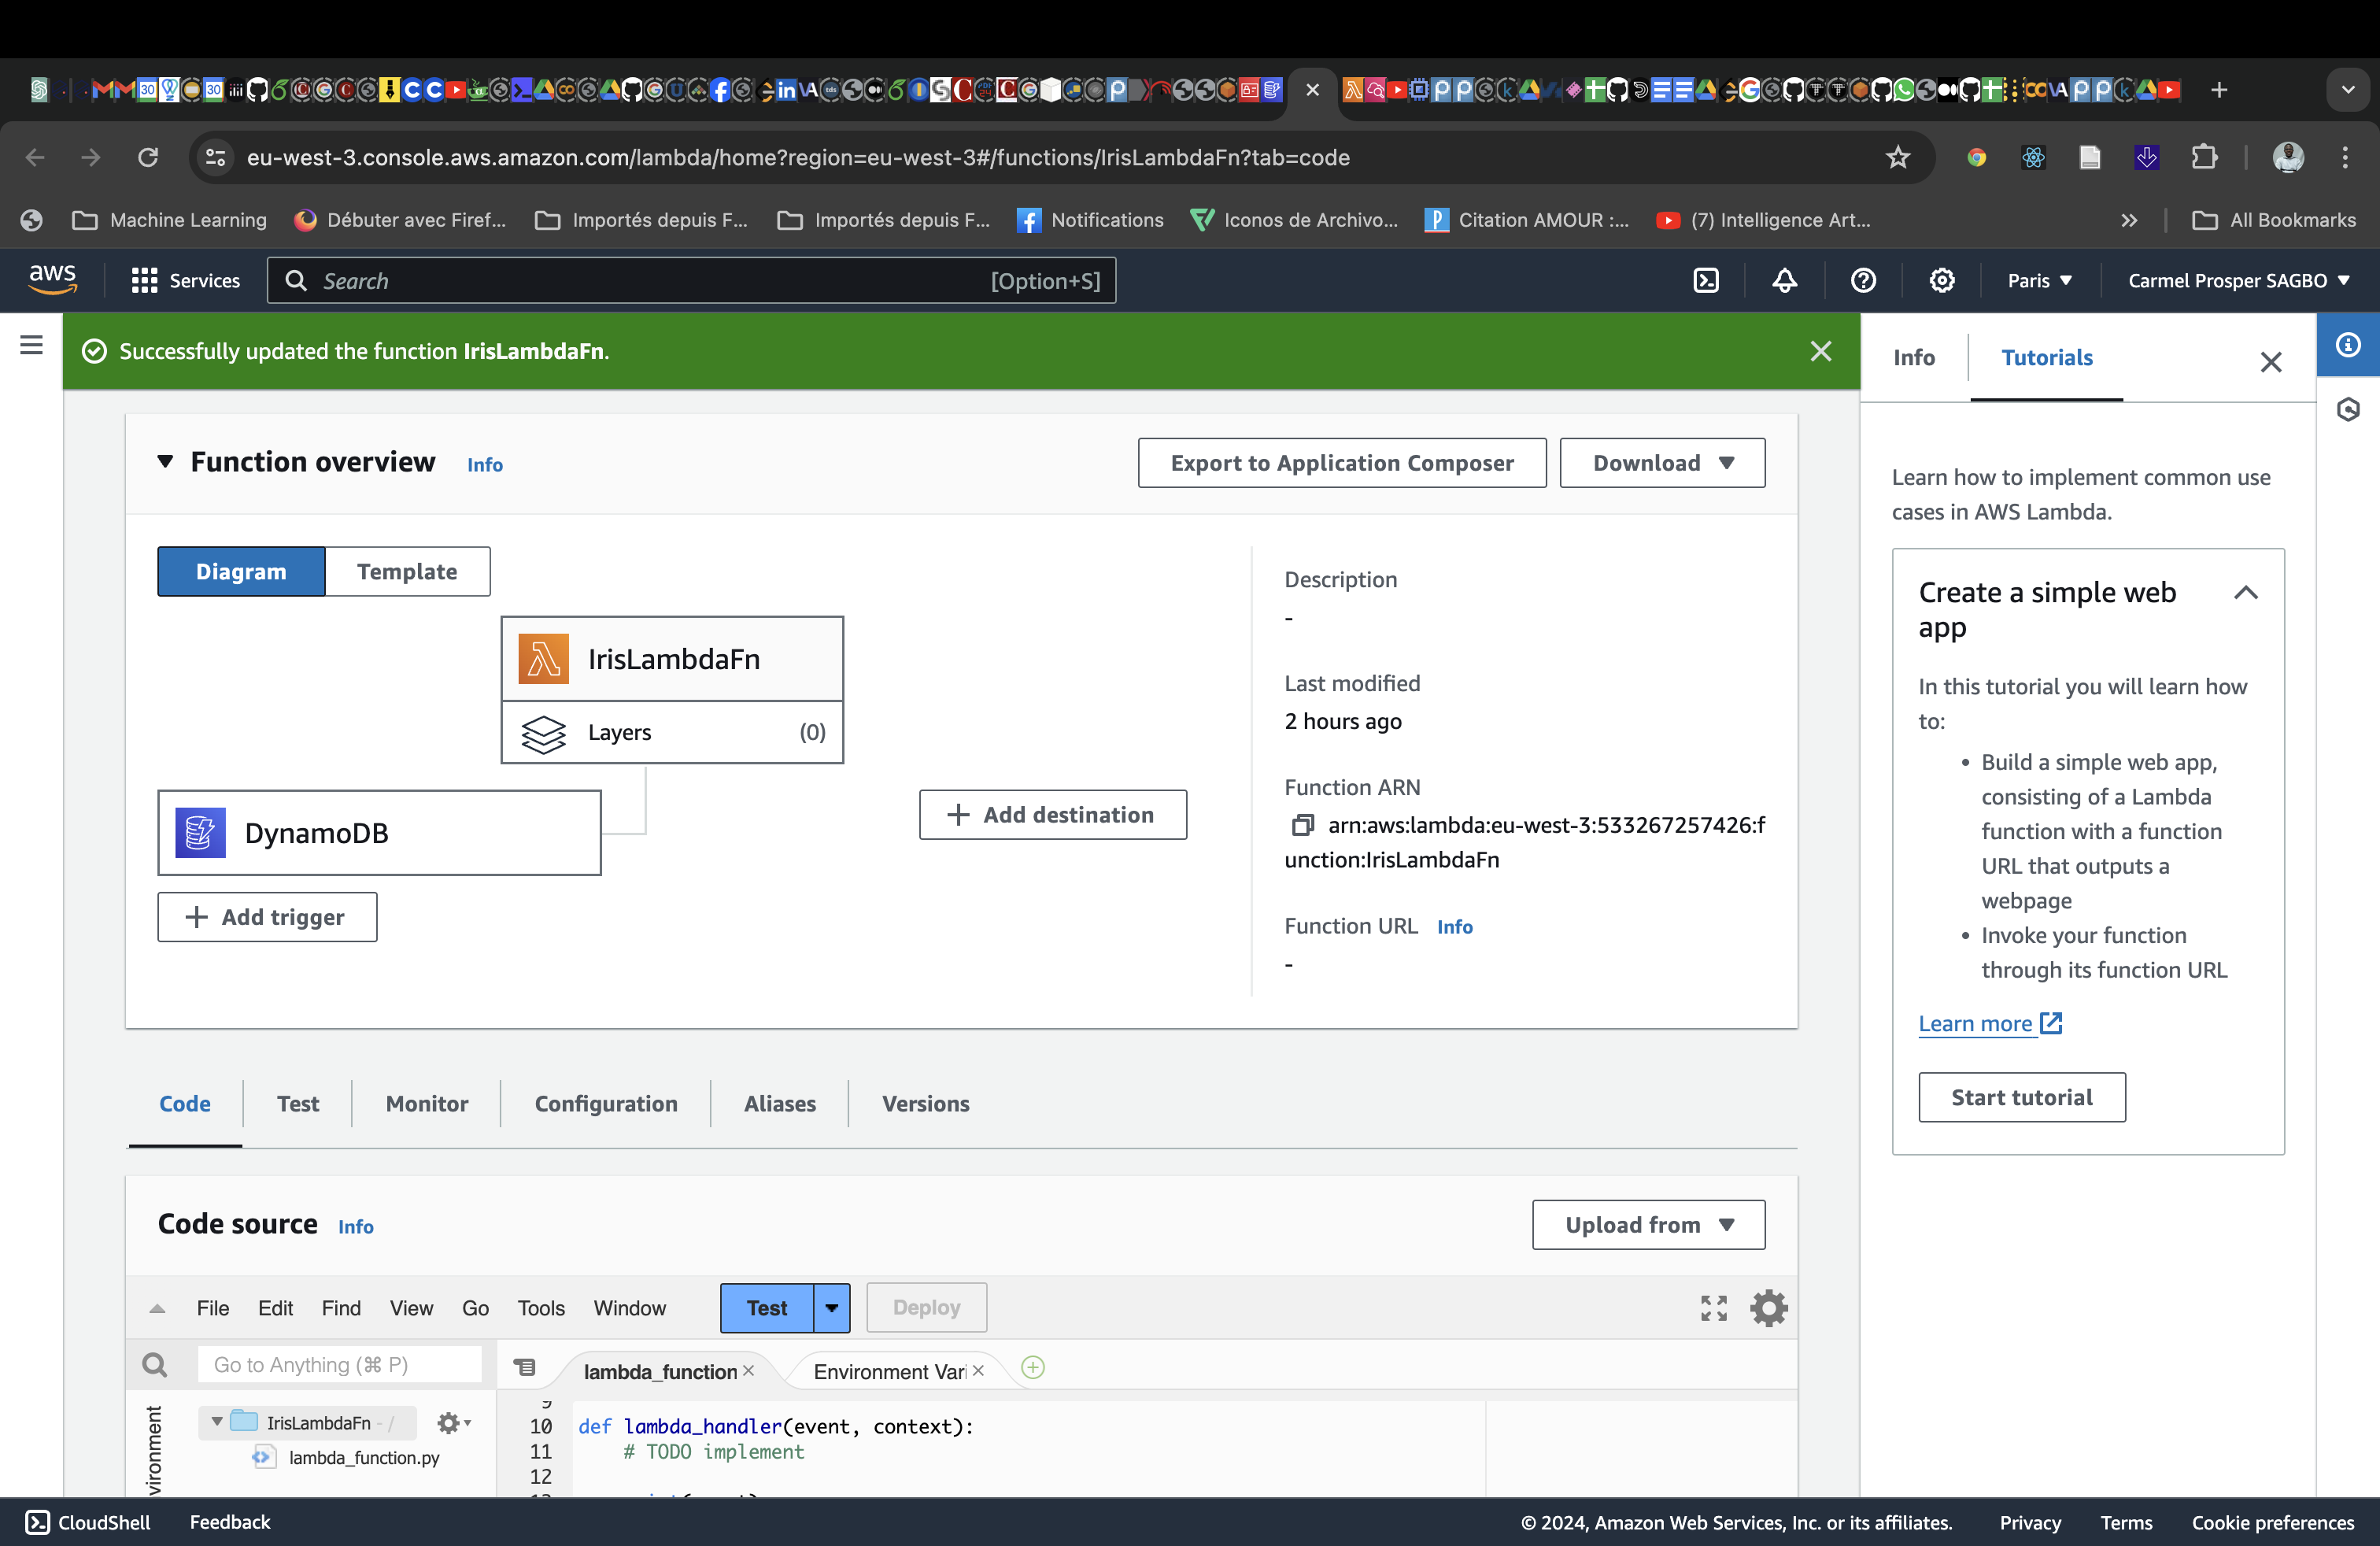 eu-west-3.console.aws.amazon.com/lambda/home?region=eu-west-3#/functions/IrisLambdaFn?tab=code
Machine Learning
Débuter avec Firef...
Importés depuis F...
Importés depuis F...
Notifications
Iconos de Archivo...
Citation AMOUR :...
(7) Intelligence Art...
All Bookmarks
aws
Services
Search
[Option+S]
Paris
Carmel Prosper SAGBO
Successfully updated the function IrisLambdaFn.
Function overview
Info
Export to Application Composer
Download
Diagram
Template
IrisLambdaFn
Layers
(0)
DynamoDB
+ Add trigger
+ Add destination
Description
-
Last modified
2 hours ago
Function ARN
arn:aws:lambda:eu-west-3:533267257426:f
unction:IrisLambdaFn
Function URL Info
-
Info
Tutorials
Learn how to implement common use
cases in AWS Lambda.
Create a simple web
app
In this tutorial you will learn how
to:
• Build a simple web app,
consisting of a Lambda
function with a function
URL that outputs a
webpage
• Invoke your function
through its function URL
Learn more
Start tutorial
Code
Test
Monitor
Configuration
Aliases
Versions
Code source
Info
Upload from
File
Edit
Find
View
Go
Tools
Window
Test
Deploy
Go to Anything (⌘ P)
lambda_function
Environment Vari
IrisLambdaFn - /
lambda_function.py
10 def lambda_handler(event, context):
11 # TODO implement
12
CloudShell
Feedback
© 2024, Amazon Web Services, Inc. or its affiliates.
Privacy
Terms
Cookie preferences